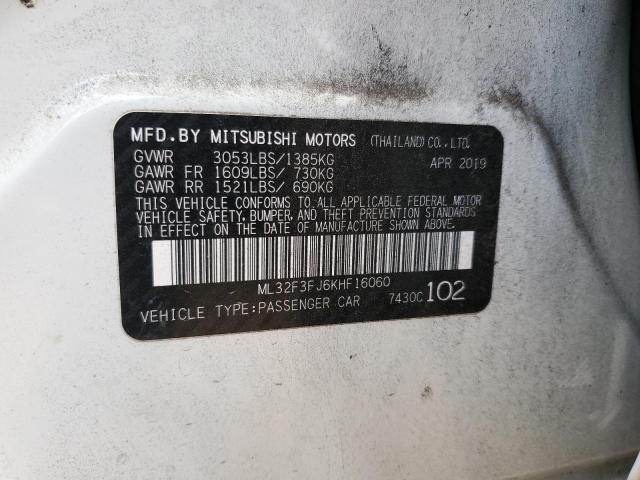 MFD.BY MITSUBISHI MOTORS (THAILAND)CO.,LTD.
GVWR 3053LBS/1385KG APR 2019
GAWR FR 1609LBS/ 730KG
GAWR RR 1521LBS/ 690KG
THIS VEHICLE CONFORMS TO ALL APPLICABLE FEDERAL MOTOR
VEHICLE SAFETY, BUMPER, AND THEFT PREVENTION STANDARDS
IN EFFECT ON THE DATE OF MANUFACTURE SHOWN ABOVE.
ML32F3FJ6KHF16060
VEHICLE TYPE:PASSENGER CAR 7430C 102